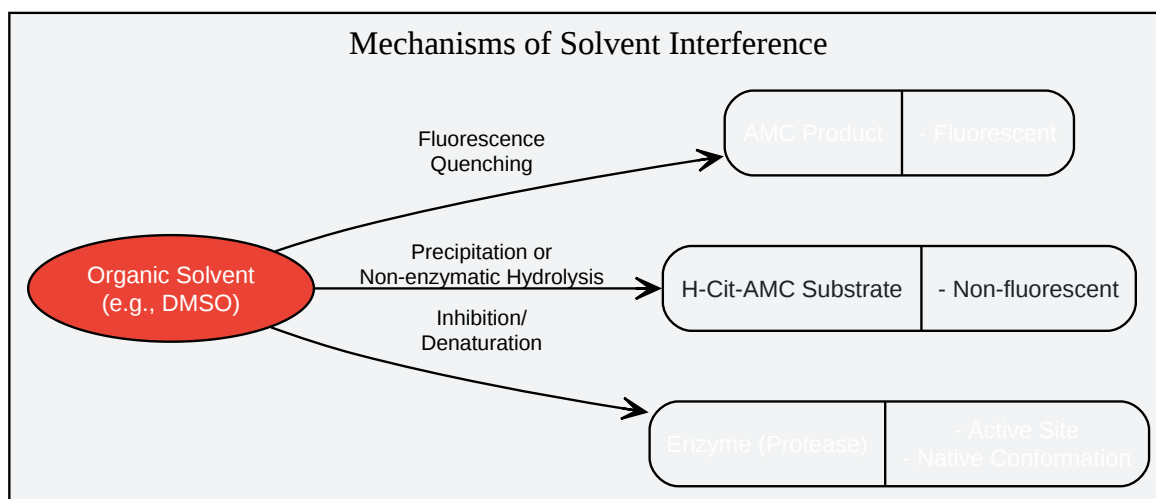 Mechanisms of Solvent Interference
Fluorescence
Quenching
AMC Product
- Fluorescent
Organic Solvent
(e.g., DMSO)
Precipitation or
Non-enzymatic Hydrolysis
H-Cit-AMC Substrate
- Non-fluorescent
Inhibition/
Denaturation
Enzyme (Protease)
- Active Site
- Native Conformation